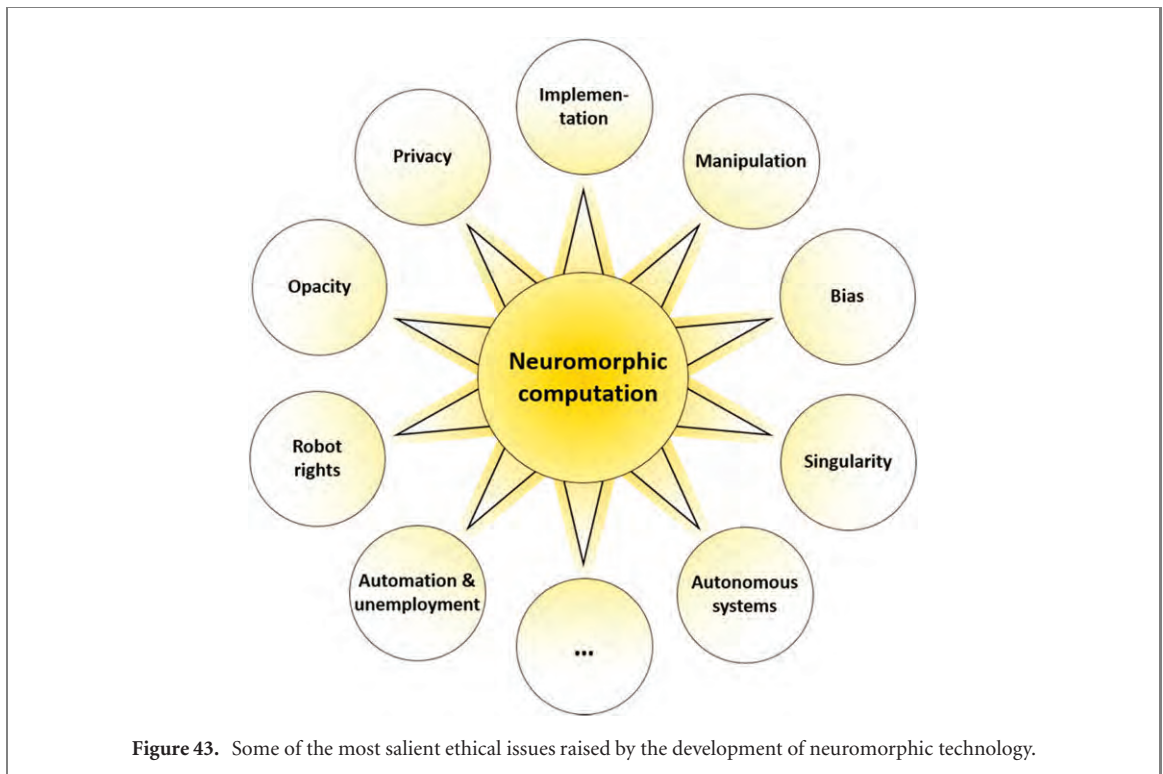 Implemen-
tation
Manipulation
Privacy
Bias
Opacity
Neuromorphic
computation
Singularity
Robot
rights
Autonomous
systems
Automation &
unemployment
...
Figure 43. Some of the most salient ethical issues raised by the development of neuromorphic technology.